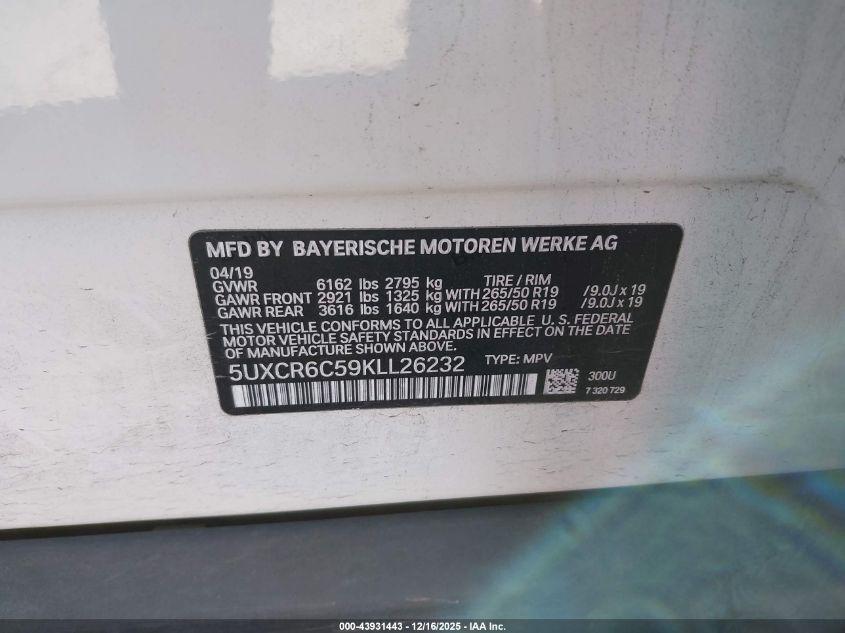 MFD BY BAYERISCHE MOTOREN WERKE AG
04/19
GVWR 6162 lbs 2795 kg TIRE / RIM
GAWR FRONT 2921 lbs 1325 kg WITH 265/50 R19 /9.0J x 19
GAWR REAR 3616 lbs 1640 kg WITH 265/50 R19 /9.0J x 19
THIS VEHICLE CONFORMS TO ALL APPLICABLE U.S. FEDERAL
MOTOR VEHICLE SAFETY STANDARDS IN EFFECT ON THE DATE
OF MANUFACTURE SHOWN ABOVE.
5UXCR6C59KLL26232 TYPE: MPV
300U
7 320 729
000-43931443 - 12/16/2025 - IAA Inc.